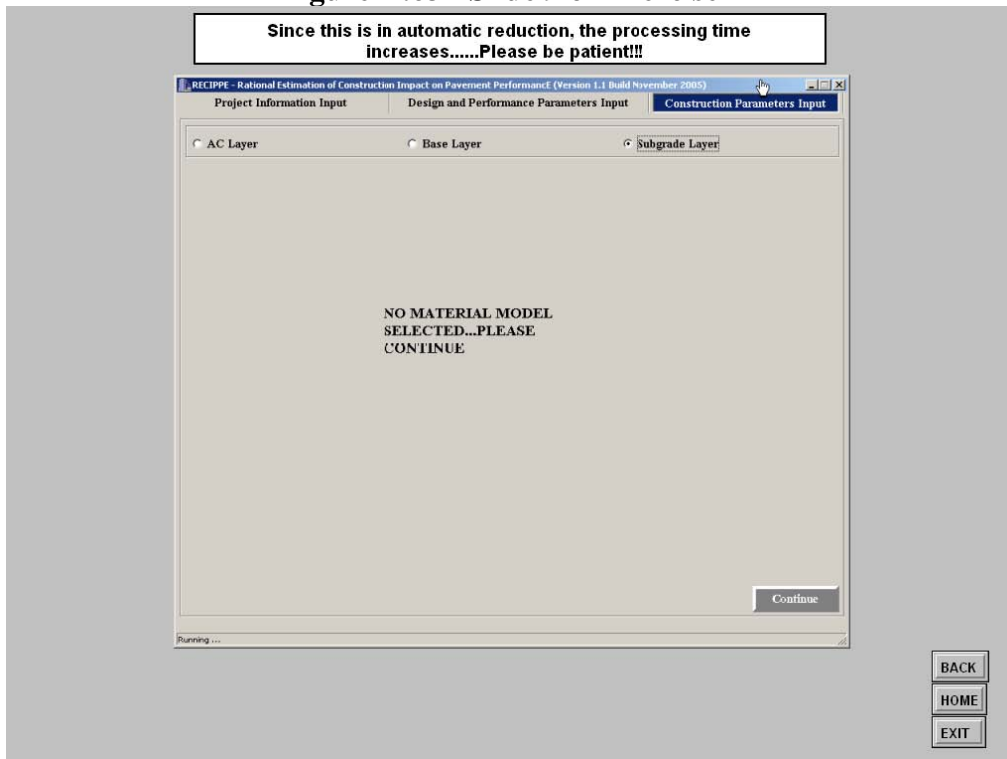 Since this is in automatic reduction, the processing time
increases......Please be patient!!!
RECIPPE - Rational Estimation of Construction Impact on Pavement PerformancE (Version 1.1 Build November 2005)
Project Information Input Design and Performance Parameters Input Construction Parameters Input
AC Layer Base Layer Subgrade Layer
NO MATERIAL MODEL
SELECTED...PLEASE
CONTINUE
Continue
Running ...
BACK
HOME
EXIT